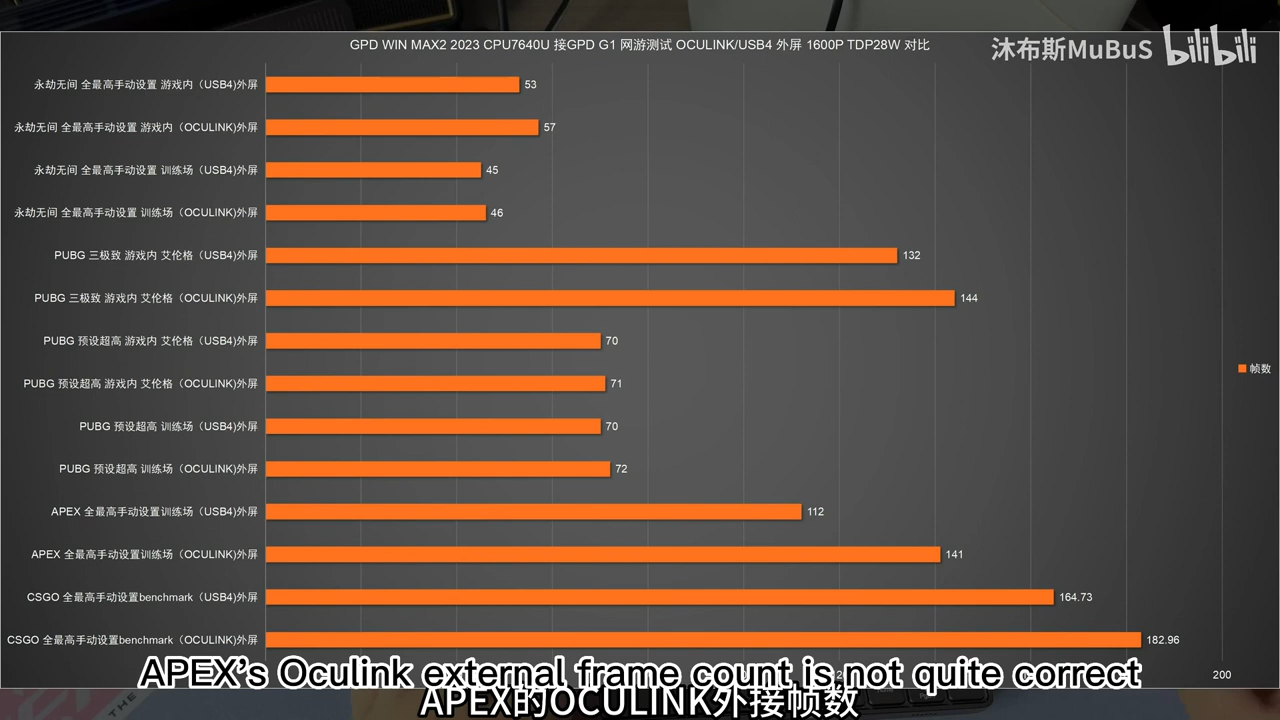 GPD WIN MAX2 2023 CPU7640U 接GPD G1 网游测试 OCULINK/USB4 外屏 1600P TDP28W 对比
沐布斯MuBuS bilibili
永劫无间 全最高手动设置 游戏内（USB4)外屏 53
永劫无间 全最高手动设置 游戏内（OCULINK)外屏 57
永劫无间 全最高手动设置 训练场（USB4)外屏 45
永劫无间 全最高手动设置 训练场（OCULINK)外屏 46
PUBG 三极致 游戏内 艾伦格（USB4)外屏 132
PUBG 三极致 游戏内 艾伦格（OCULINK)外屏 144
PUBG 预设超高 游戏内 艾伦格（USB4)外屏 70
帧数
PUBG 预设超高 游戏内 艾伦格（OCULINK)外屏 71
PUBG 预设超高 训练场（USB4)外屏 70
PUBG 预设超高 训练场（OCULINK)外屏 72
APEX 全最高手动设置训练场（USB4)外屏 112
APEX 全最高手动设置训练场（OCULINK)外屏 141
CSGO 全最高手动设置benchmark（USB4)外屏 164.73
CSGO 全最高手动设置benchmark（OCULINK)外屏 182.96
200
APEX's Oculink external frame count is not quite correct
APEX的OCULINK外接帧数
THE